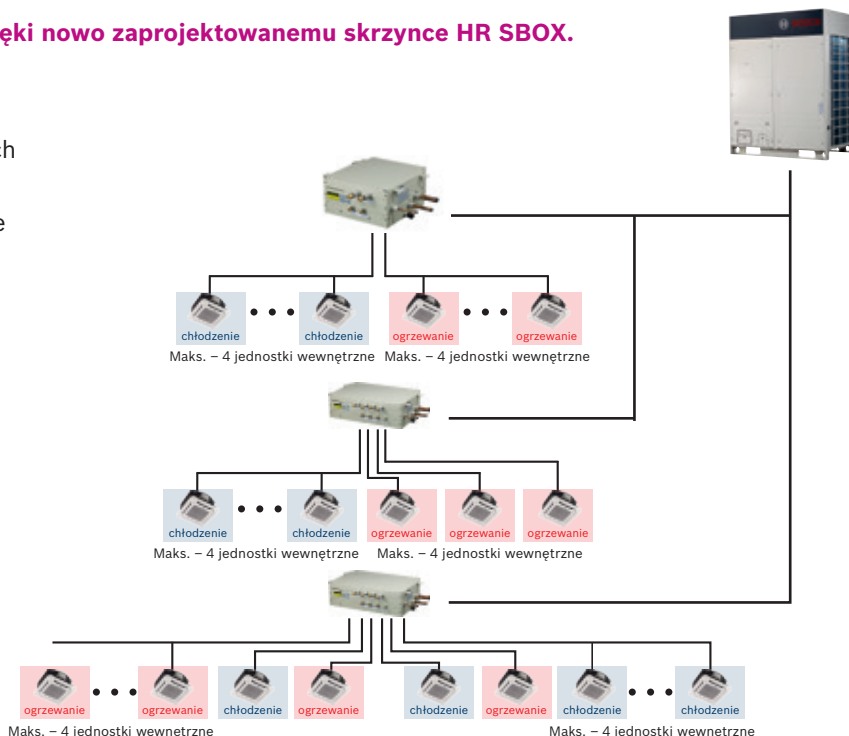 ęki nowo zaprojektowanemu skrzynce HR SBOX.
ch
e
chłodzenie chłodzenie ogrzewanie ogrzewanie
Maks. – 4 jednostki wewnętrzne Maks. – 4 jednostki wewnętrzne
chłodzenie chłodzenie ogrzewanie ogrzewanie ogrzewanie
Maks. – 4 jednostki wewnętrzne Maks. – 4 jednostki wewnętrzne
ogrzewanie ogrzewanie chłodzenie ogrzewanie chłodzenie ogrzewanie chłodzenie chłodzenie
Maks. – 4 jednostki wewnętrzne Maks. – 4 jednostki wewnętrzne